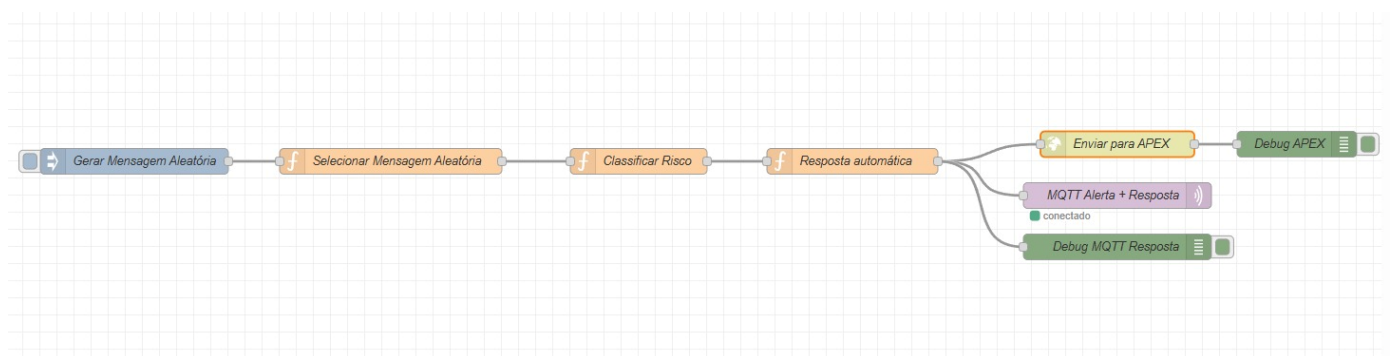 Gerar Mensagem Aleatória
Selecionar Mensagem Aleatória
Classificar Risco
Resposta automática
Enviar para APEX
Debug APEX
MQTT Alerta + Resposta
conectado
Debug MQTT Resposta